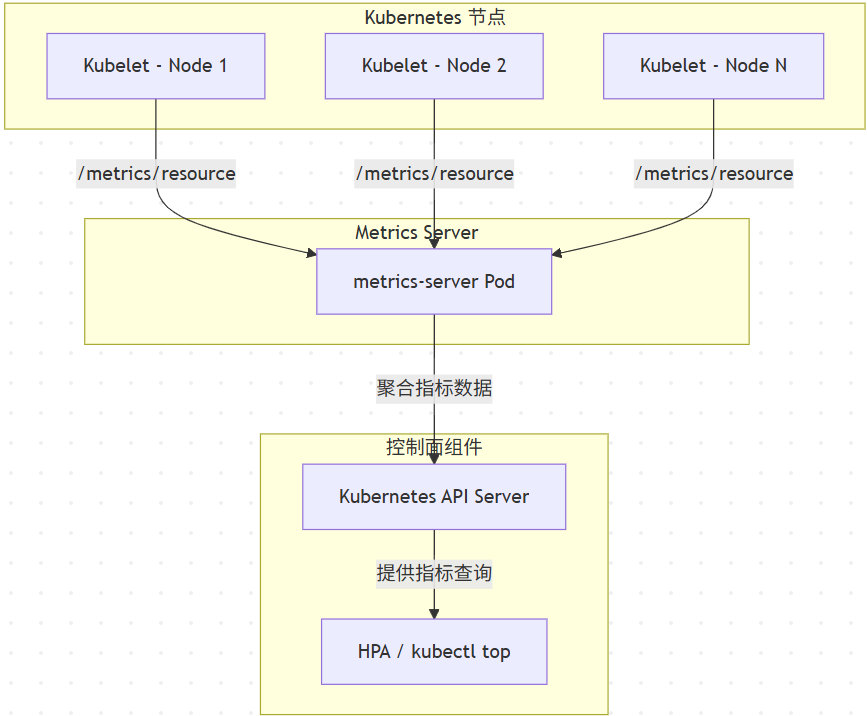 Kubernetes 节点
Kubelet - Node 1
Kubelet - Node 2
Kubelet - Node N
/metrics/resource
/metrics/resource
/metrics/resource
Metrics Server
metrics-server Pod
聚合指标数据
控制面组件
Kubernetes API Server
提供指标查询
HPA / kubectl top